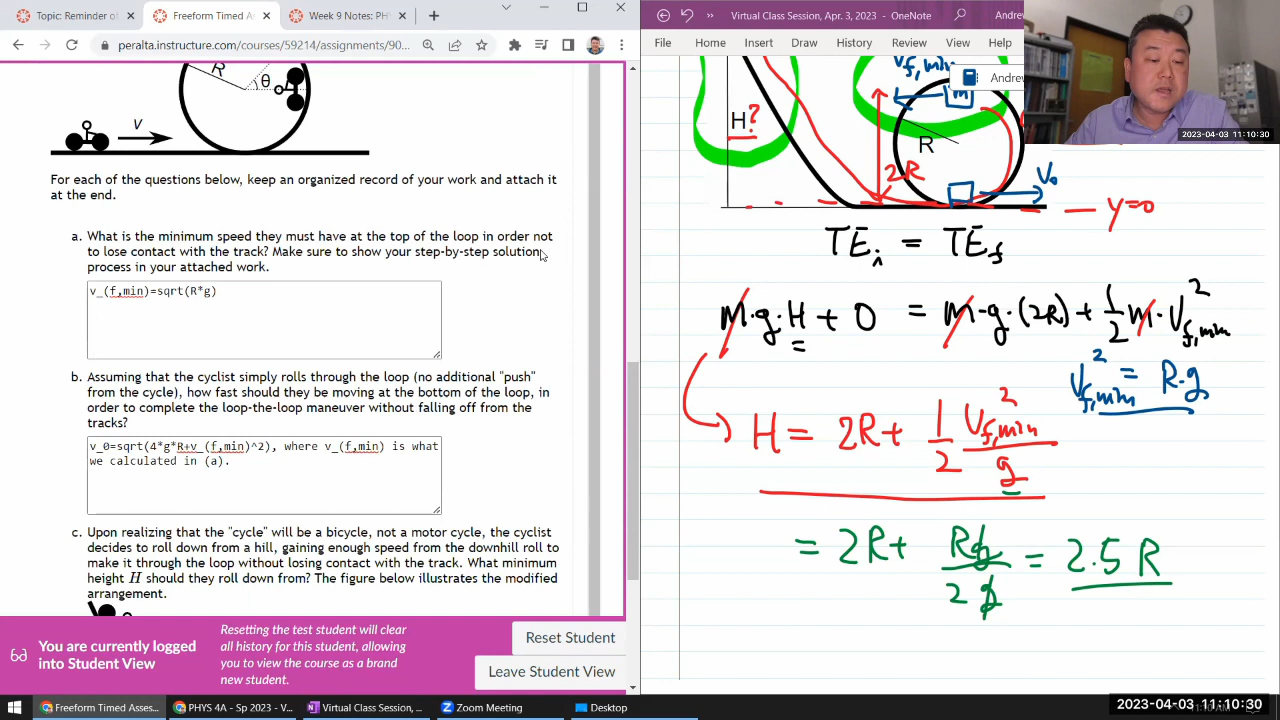 Topic Reminder of
Freeform Timed As
Week 9 Notes: PHY
peralta.instructure.com/courses/59214/assignments/90...
R
θ
v
For each of the questions below, keep an organized record of your work and attach it
at the end.
a. What is the minimum speed they must have at the top of the loop in order not
to lose contact with the track? Make sure to show your step-by-step solution
process in your attached work.
v_(f,min)=sqrt(R*g)
b. Assuming that the cyclist simply rolls through the loop (no additional "push"
from the cycle), how fast should they be moving at the bottom of the loop, in
order to complete the loop-the-loop maneuver without falling off from the
tracks?
v_0=sqrt(4*g*R+v_(f,min)^2), where v_(f,min) is what
we calculated in (a).
c. Upon realizing that the "cycle" will be a bicycle, not a motor cycle, the cyclist
decides to roll down from a hill, gaining enough speed from the downhill roll to
make it through the loop without losing contact with the track. What minimum
height H should they roll down from? The figure below illustrates the modified
arrangement.
You are currently logged
into Student View
Resetting the test student will clear
all history for this student, allowing
you to view the course as a brand
new student.
Reset Student
Leave Student View
Virtual Class Session, Apr. 3, 2023 - OneNote
Andre
File Home Insert Draw History Review View Help
Andrew
v_f,min
m
H?
R
2R
v₀
y=0
TE_i = TE_f
m·g·H + 0 = m·g·(2R) + 1/2 m·v_f,min²
v_f,min² = R·g
H = 2R + 1/2 v_f,min²/g
= 2R + Rg/2g = 2.5 R
2023-04-03 11:10:30
Freeform Timed Asses...
PHYS 4A - Sp 2023 - V...
Virtual Class Session, ...
Zoom Meeting
Desktop
2023-04-03 11:10:30